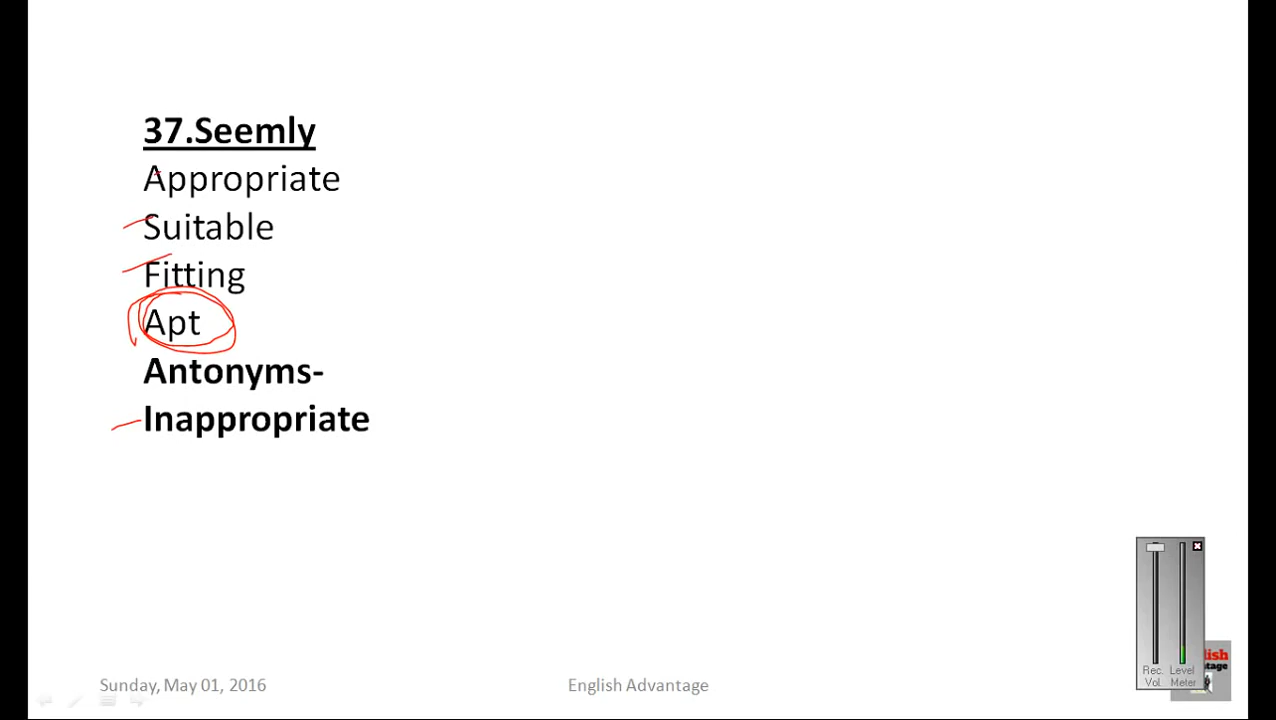 37.Seemly
Appropriate
Suitable
Fitting
Apt
Antonyms-
Inappropriate
Sunday, May 01, 2016
English Advantage
Rec. Level
Vol. Meter